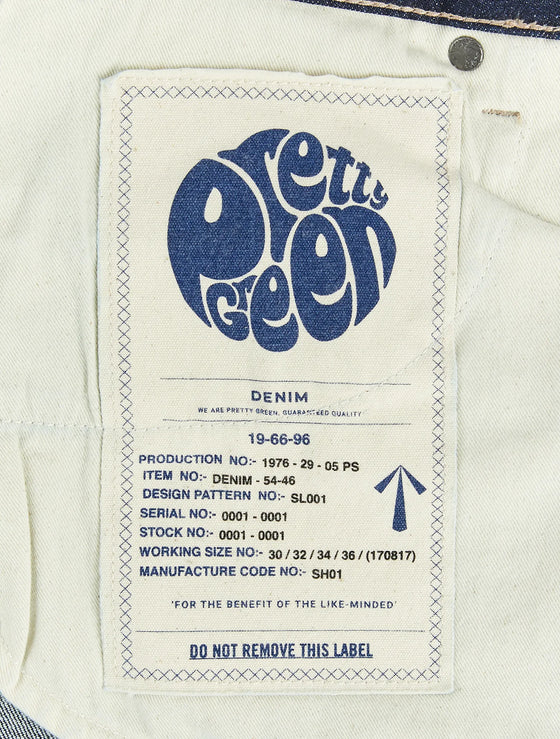 Pretty
Green
DENIM
WE ARE PRETTY GREEN, GUARANTEED QUALITY
19-66-96
PRODUCTION NO:- 1976 - 29 - 05 PS
ITEM NO:- DENIM - 54-46
DESIGN PATTERN NO:- SL001
SERIAL NO:- 0001 - 0001
STOCK NO:- 0001 - 0001
WORKING SIZE NO:- 30 / 32 / 34 / 36 / (170817)
MANUFACTURE CODE NO:- SH01
'FOR THE BENEFIT OF THE LIKE-MINDED'
DO NOT REMOVE THIS LABEL